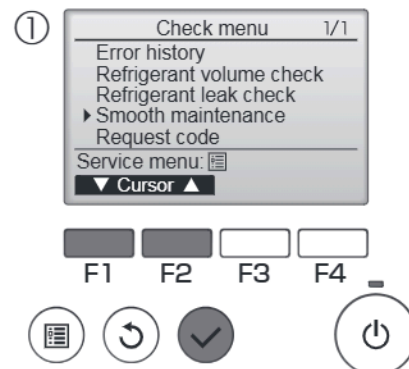 ①
Check menu 1/1
Error history
Refrigerant volume check
Refrigerant leak check
▶ Smooth maintenance
Request code
Service menu:
▼ Cursor ▲
F1 F2 F3 F4